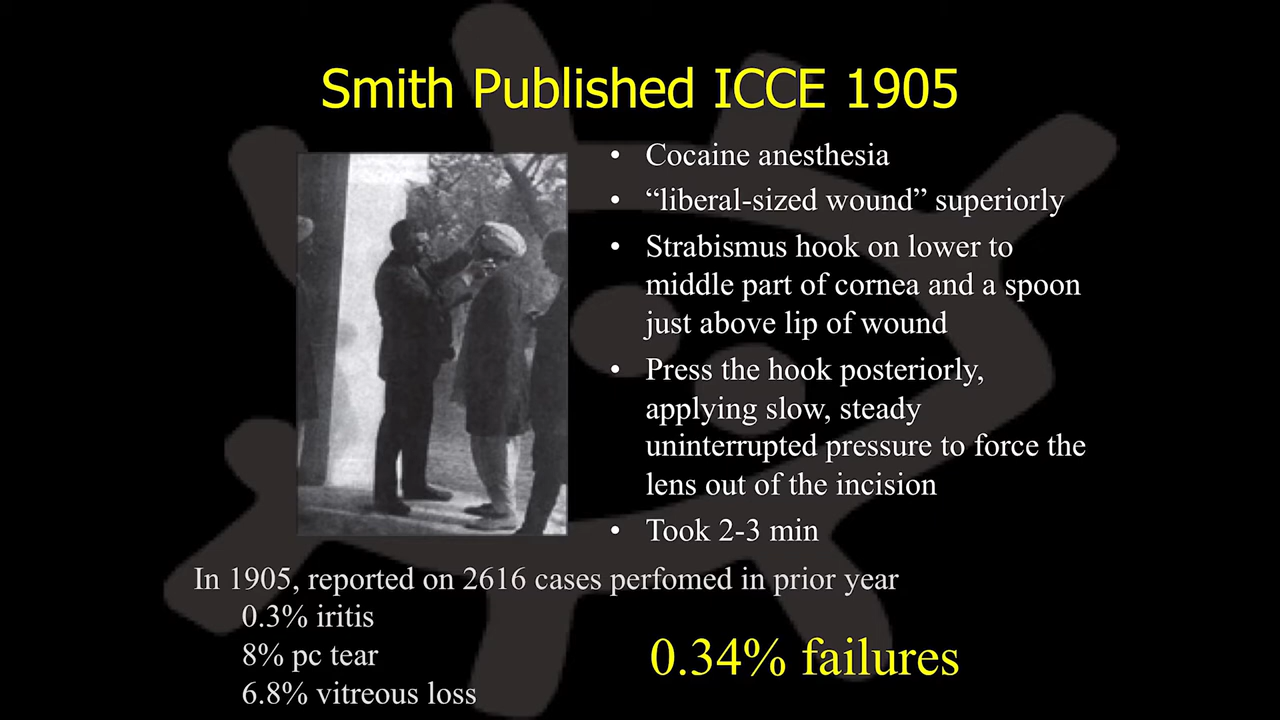 Smith Published ICCE 1905
• Cocaine anesthesia
• “liberal-sized wound” superiorly
• Strabismus hook on lower to
middle part of cornea and a spoon
just above lip of wound
• Press the hook posteriorly,
applying slow, steady
uninterrupted pressure to force the
lens out of the incision
• Took 2-3 min
In 1905, reported on 2616 cases perfomed in prior year
0.3% iritis
8% pc tear
6.8% vitreous loss
0.34% failures